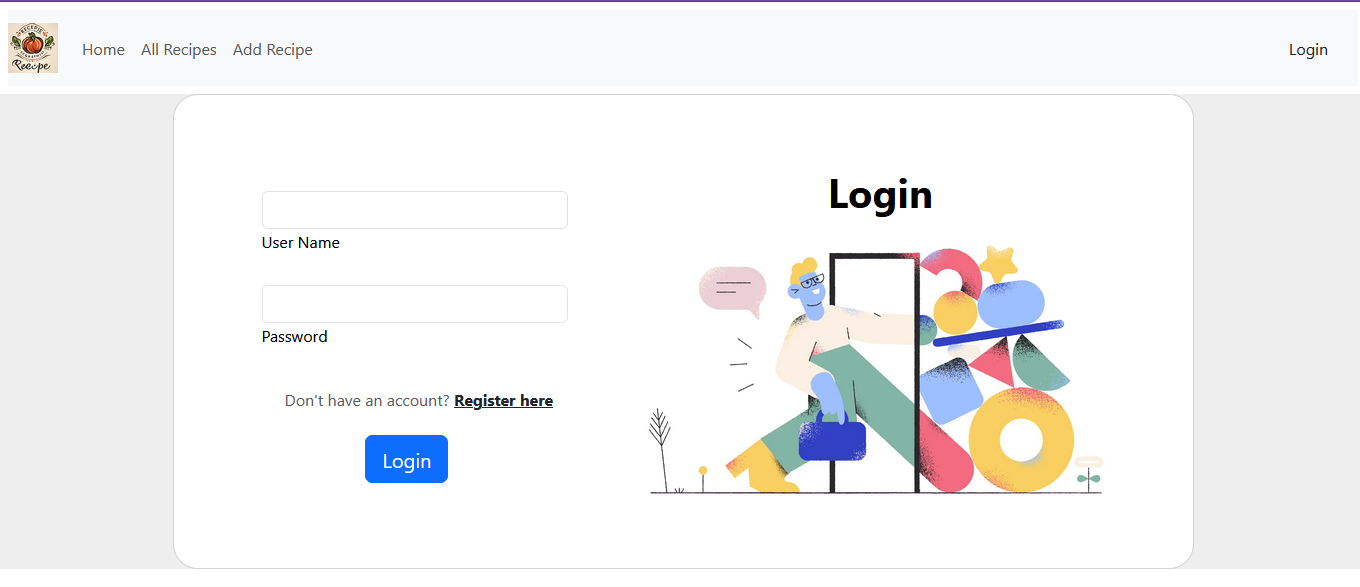 Recipe
Home All Recipes Add Recipe Login
Login
User Name
Password
Don't have an account? Register here
Login